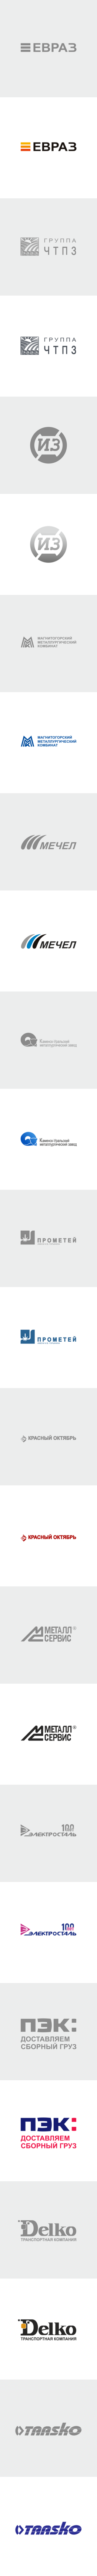 ЕВРАЗ
ЕВРАЗ
ГРУППА
ЧТПЗ
ГРУППА
ЧТПЗ
ИЗ
ИЗ
МАГНИТОГОРСКИЙ
МЕТАЛЛУРГИЧЕСКИЙ
КОМБИНАТ
МАГНИТОГОРСКИЙ
МЕТАЛЛУРГИЧЕСКИЙ
КОМБИНАТ
МЕЧЕЛ
МЕЧЕЛ
Каменск-Уральский
металлургический завод
Каменск-Уральский
металлургический завод
ПРОМЕТЕЙ
ПРОМЕТЕЙ
КРАСНЫЙ ОКТЯБРЬ
КРАСНЫЙ ОКТЯБРЬ
МЕТАЛЛ®
СЕРВИС
МЕТАЛЛ®
СЕРВИС
100
ЭЛЕКТРОСТАЛЬ
100
ЭЛЕКТРОСТАЛЬ
ПЭК:
ДОСТАВЛЯЕМ
СБОРНЫЙ ГРУЗ
ПЭК:
ДОСТАВЛЯЕМ
СБОРНЫЙ ГРУЗ
Delko
ТРАНСПОРТНАЯ КОМПАНИЯ
Delko
ТРАНСПОРТНАЯ КОМПАНИЯ
TRASKO
TRASKO